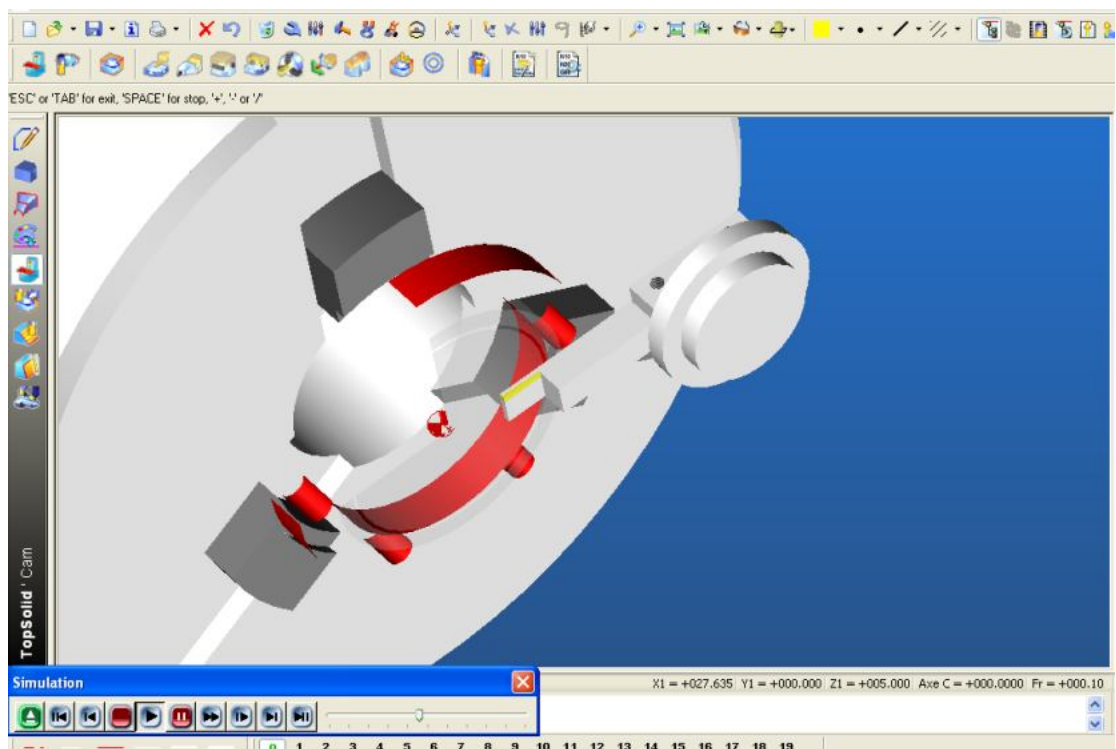 'ESC' or 'TAB' for exit, 'SPACE' for stop, '+', '-' or '/'
TopSolid'Cam
Simulation
X1 = +027.635 Y1 = +000.000 Z1 = +005.000 Axe C = +000.0000 Fr = +000.10
0 1 2 3 4 5 6 7 8 9 10 11 12 13 14 15 16 17 18 19